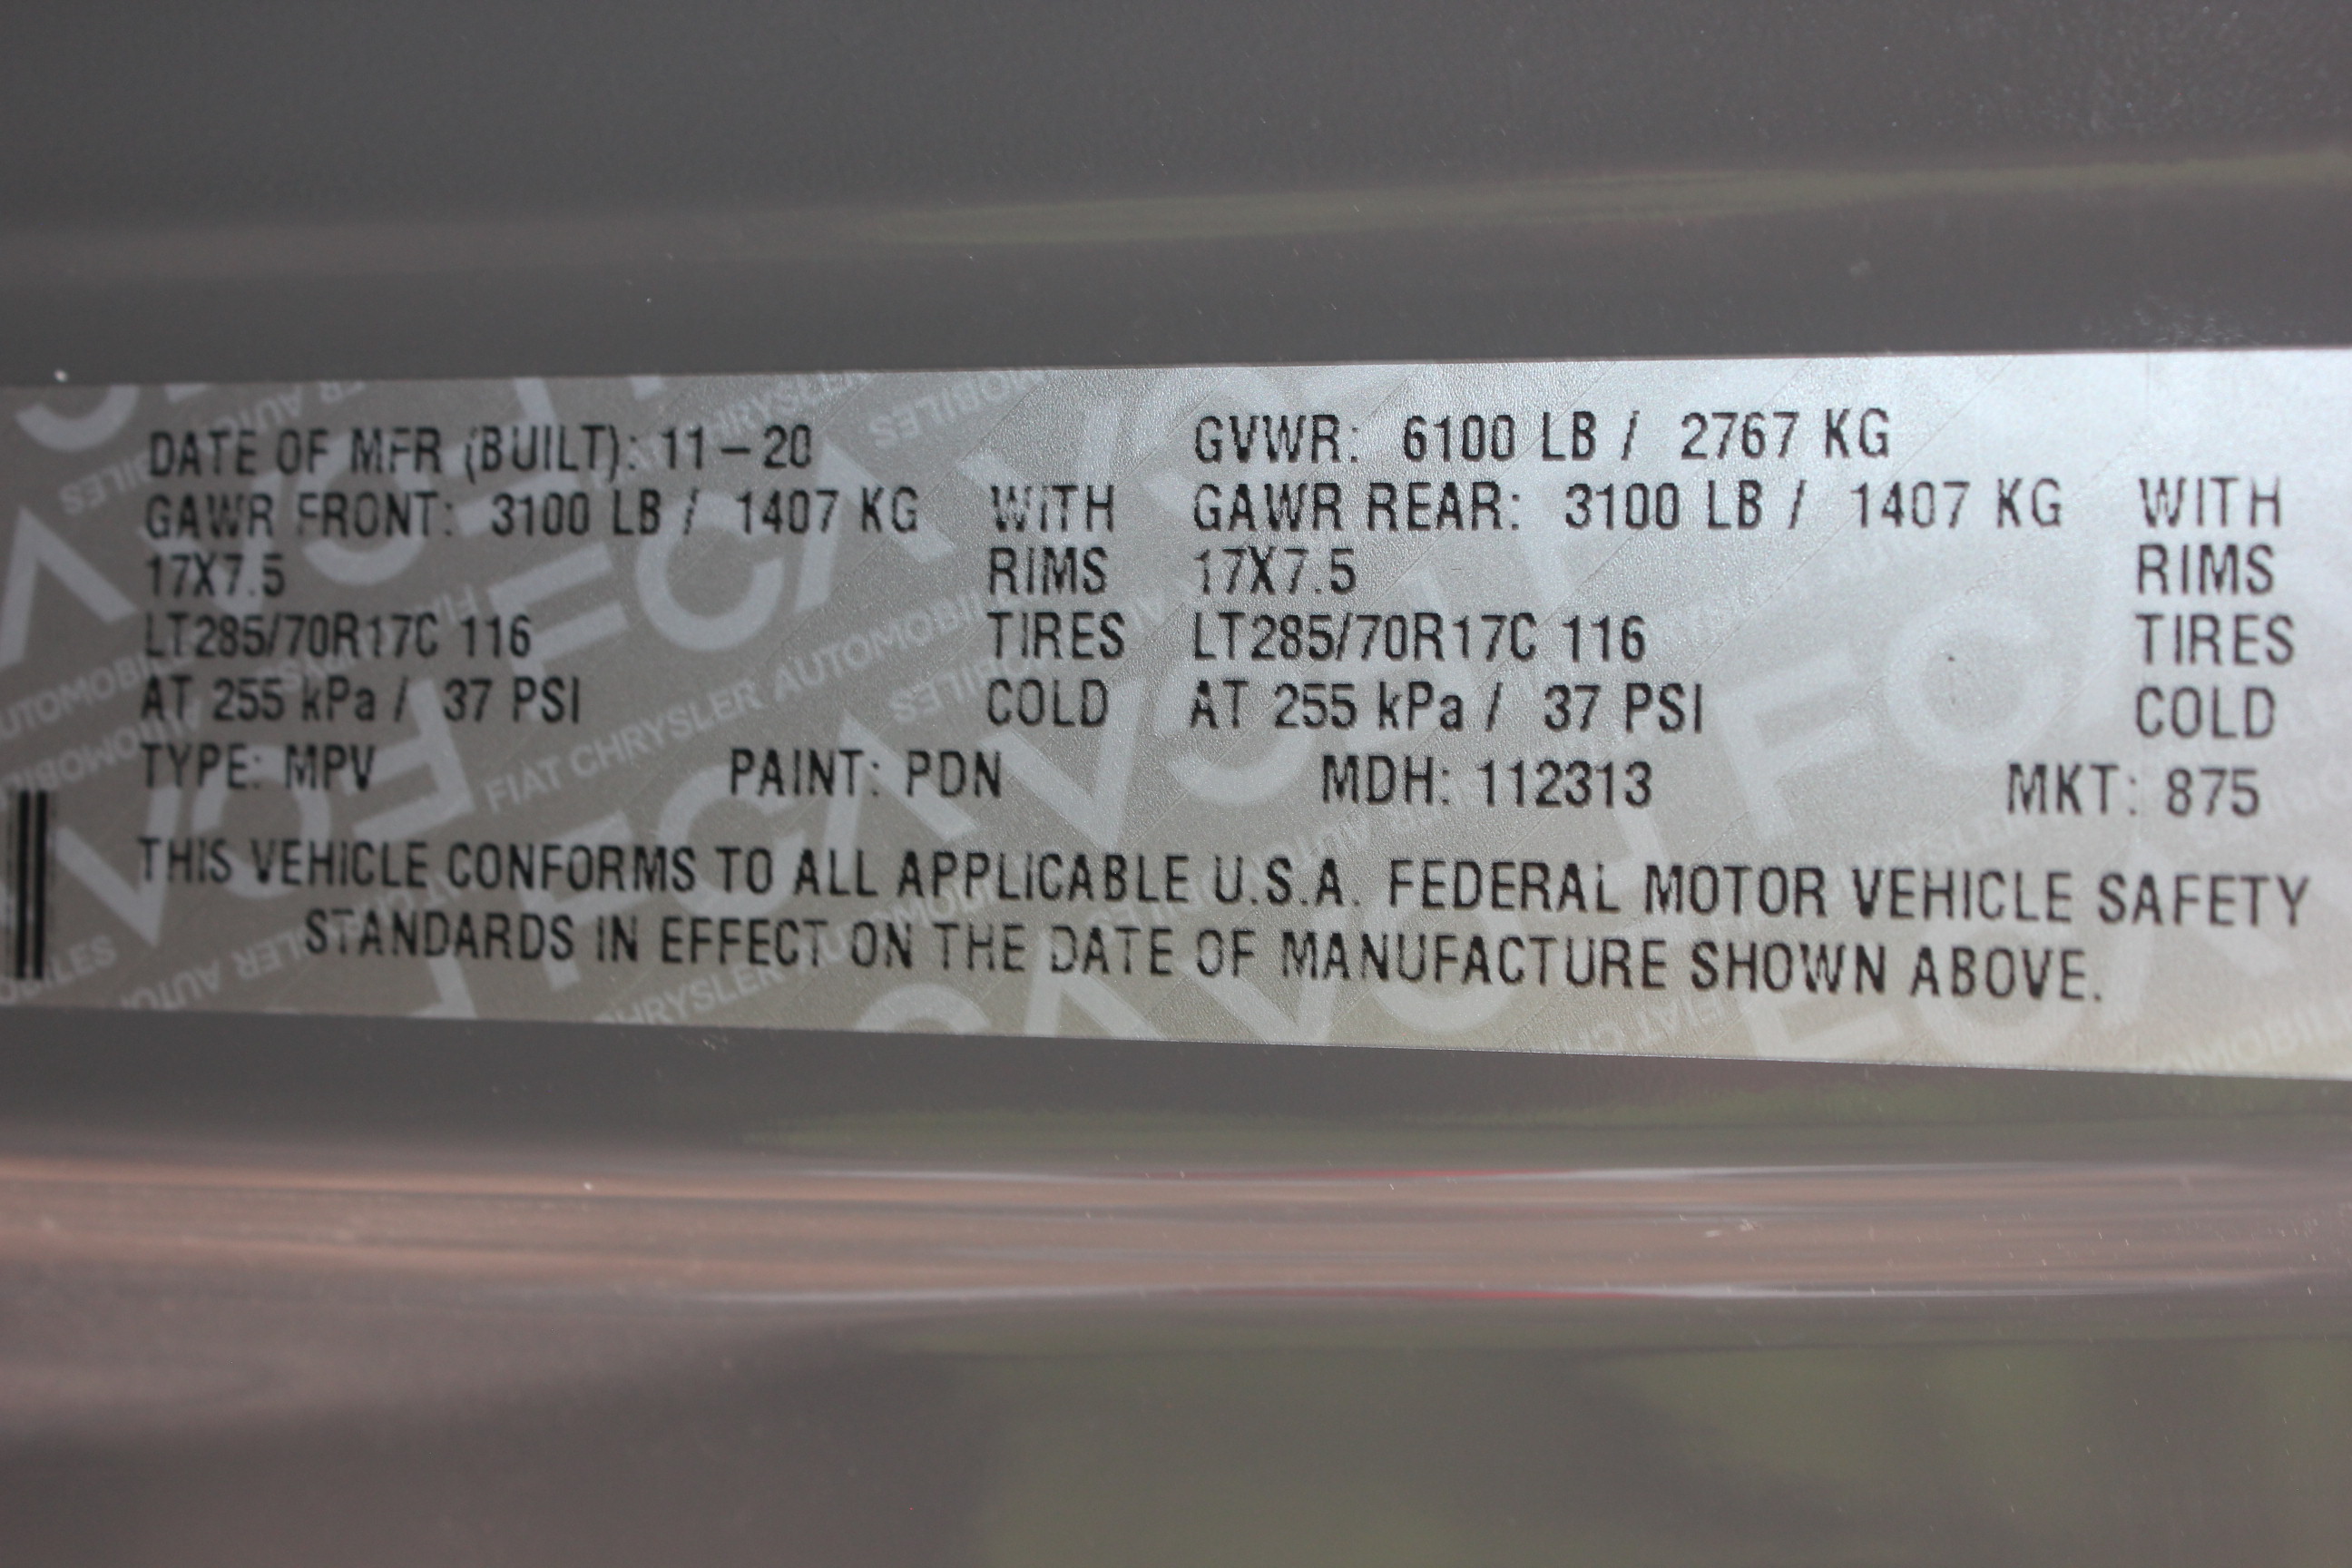 DATE OF MFR (BUILT): 11-20 GVWR: 6100 LB / 2767 KG
GAWR FRONT: 3100 LB / 1407 KG WITH GAWR REAR: 3100 LB / 1407 KG WITH
17X7.5 RIMS 17X7.5 RIMS
LT285/70R17C 116 TIRES LT285/70R17C 116 TIRES
AT 255 kPa / 37 PSI COLD AT 255 kPa / 37 PSI COLD
TYPE: MPV PAINT: PDN MDH: 112313 MKT: 875
THIS VEHICLE CONFORMS TO ALL APPLICABLE U.S.A. FEDERAL MOTOR VEHICLE SAFETY
STANDARDS IN EFFECT ON THE DATE OF MANUFACTURE SHOWN ABOVE.
FCA
FIAT CHRYSLER AUTOMOBILES